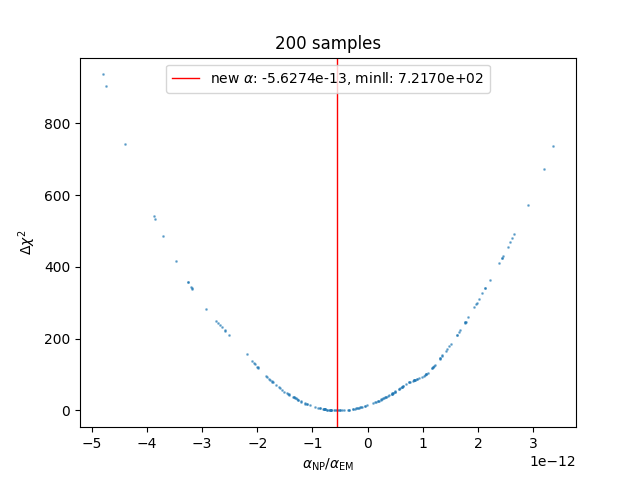 200 samples
new α: -5.6274e-13, minll: 7.2170e+02
800
600
400
200
0
Δχ²
−5 −4 −3 −2 −1 0 1 2 3
1e−12
α_NP/α_EM